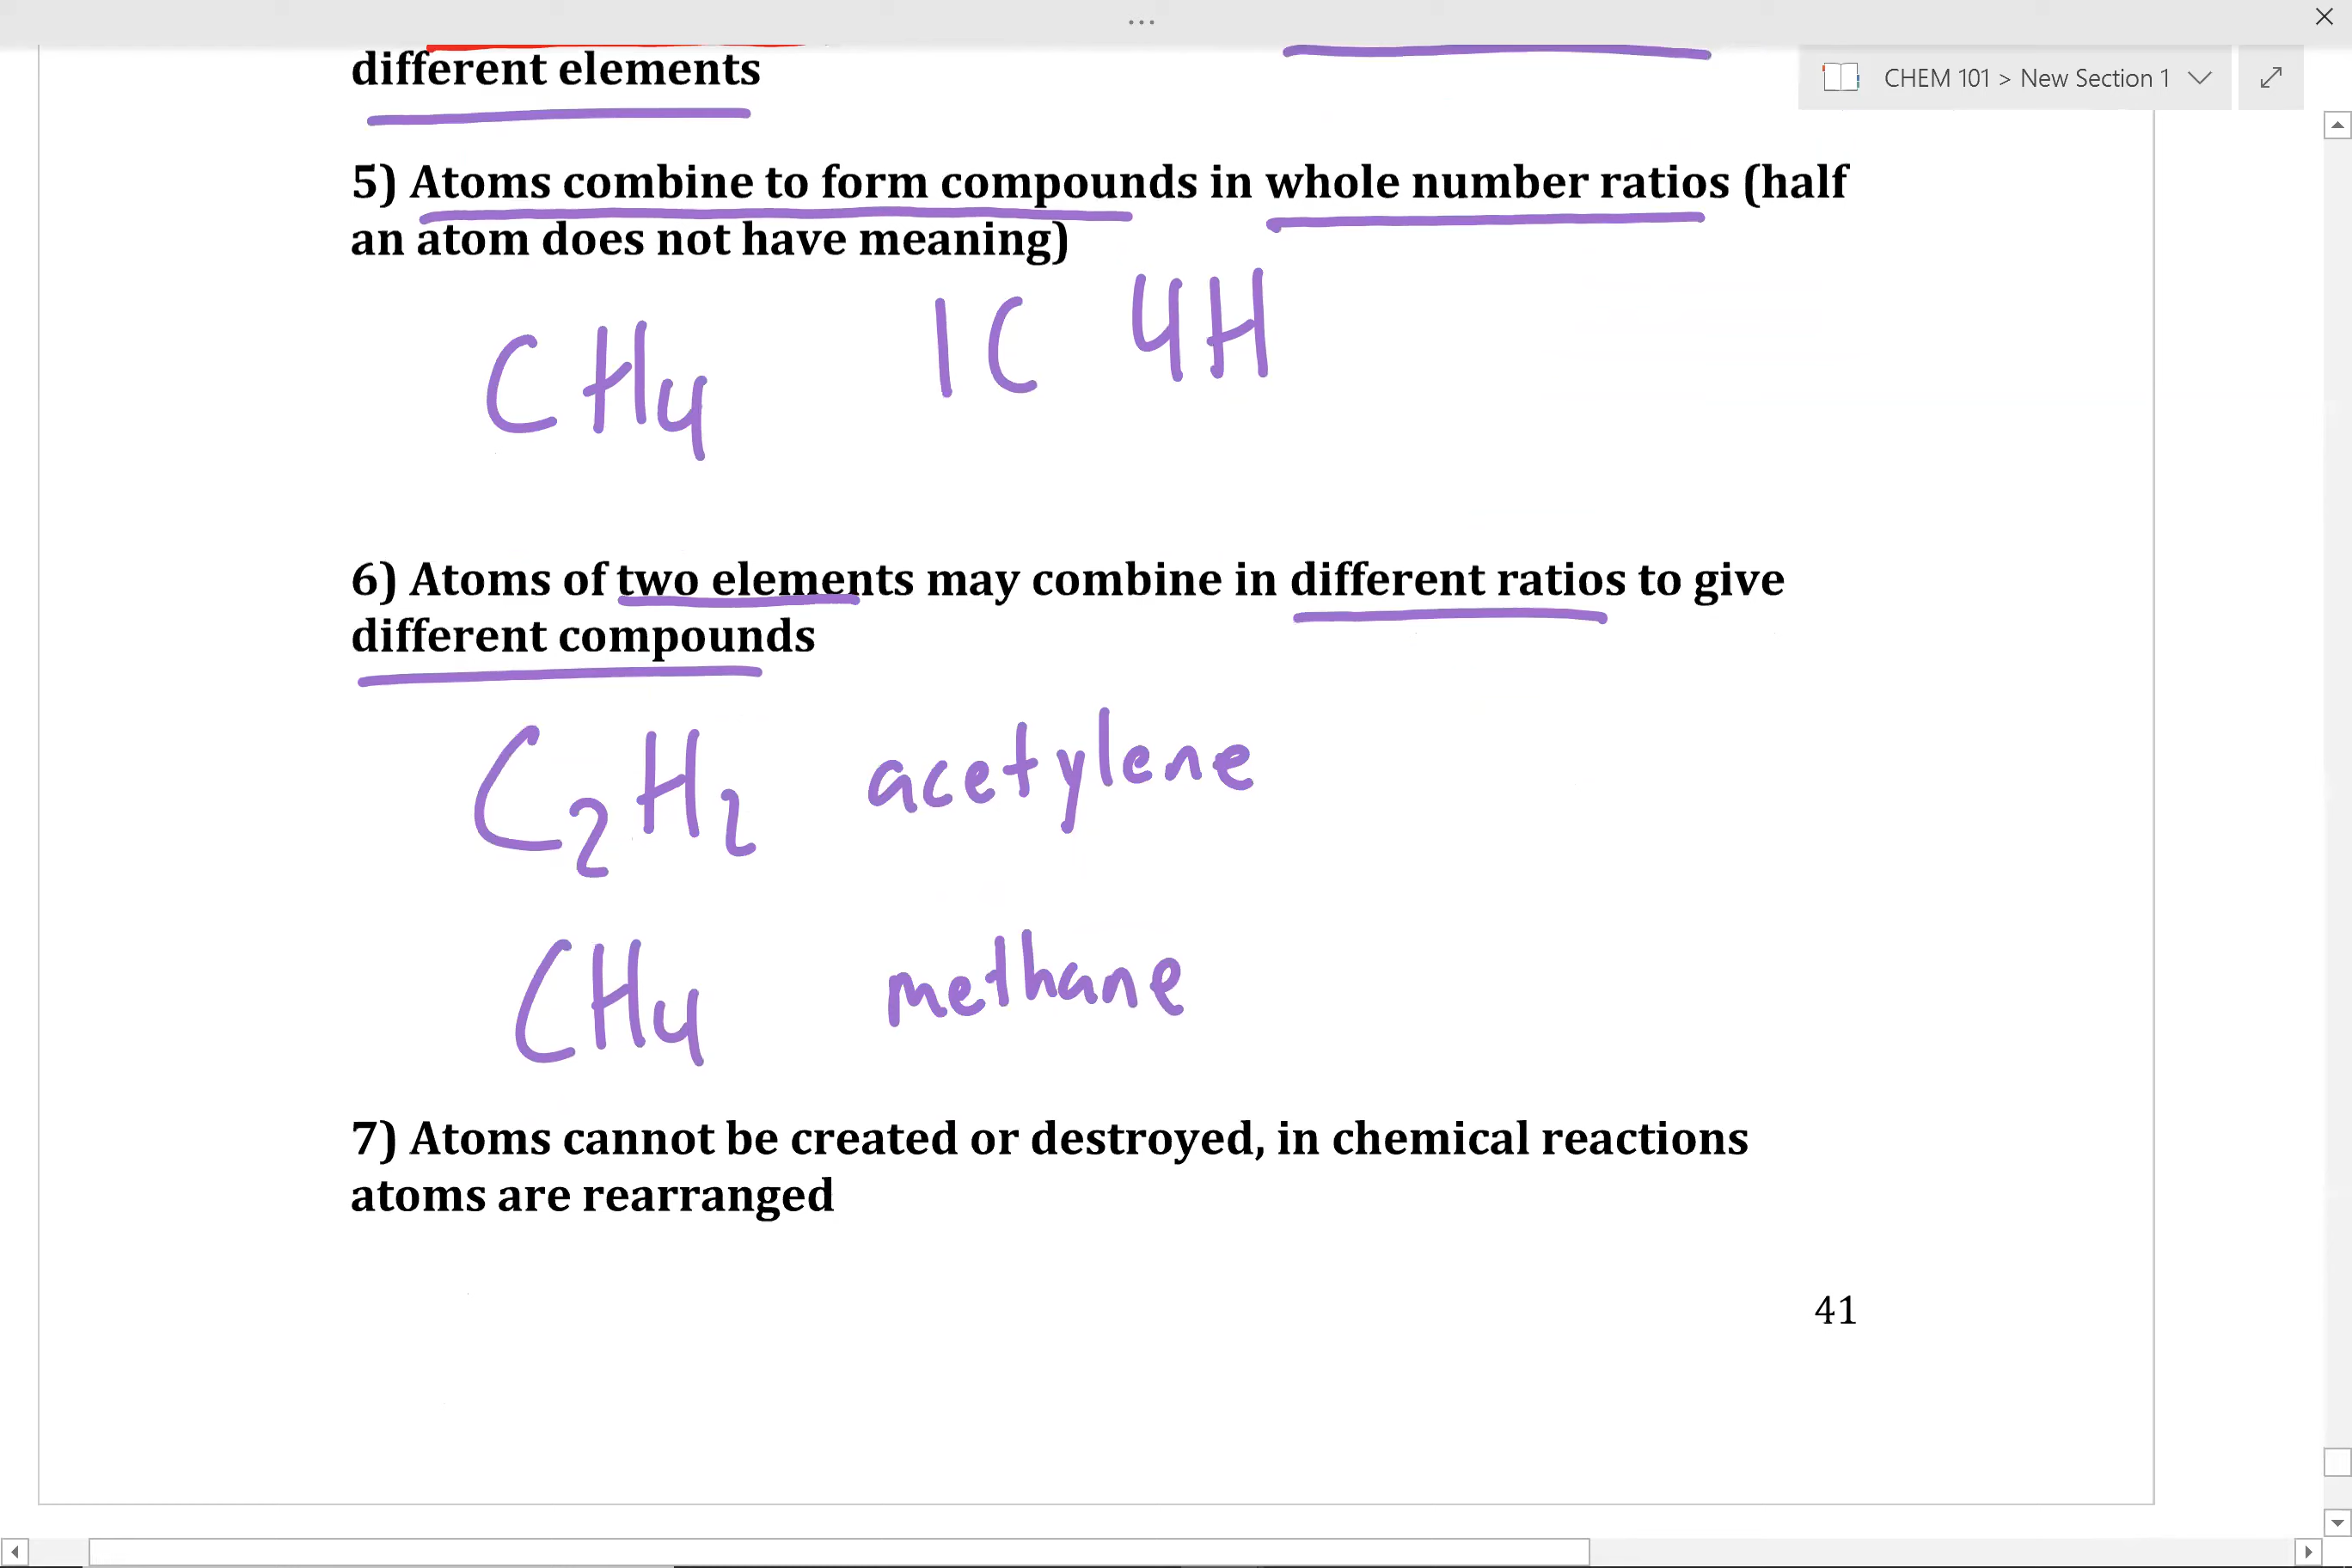 ...
CHEM 101 > New Section 1
different elements
5) Atoms combine to form compounds in whole number ratios (half
an atom does not have meaning)
CH4 1C 4H
6) Atoms of two elements may combine in different ratios to give
different compounds
C2H2 acetylene
CH4 methane
7) Atoms cannot be created or destroyed, in chemical reactions
atoms are rearranged
41